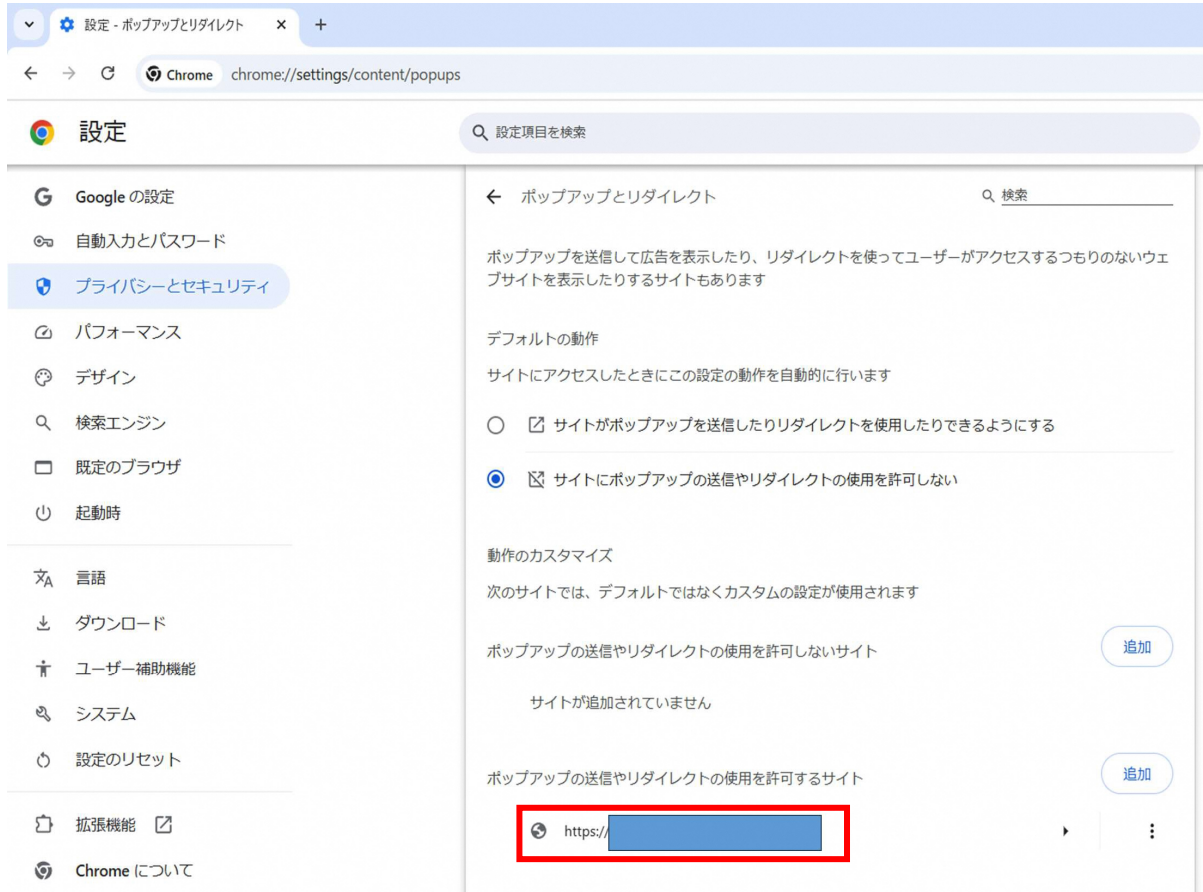 設定 - ポップアップとリダイレクト
Chrome
chrome://settings/content/popups
設定
設定項目を検索
Google の設定
自動入力とパスワード
プライバシーとセキュリティ
パフォーマンス
デザイン
検索エンジン
既定のブラウザ
起動時
言語
ダウンロード
ユーザー補助機能
システム
設定のリセット
拡張機能
Chrome について
ポップアップとリダイレクト
検索
ポップアップを送信して広告を表示したり、リダイレクトを使ってユーザーがアクセスするつもりのないウェ
ブサイトを表示したりするサイトもあります
デフォルトの動作
サイトにアクセスしたときにこの設定の動作を自動的に行います
サイトがポップアップを送信したりリダイレクトを使用したりできるようにする
サイトにポップアップの送信やリダイレクトの使用を許可しない
動作のカスタマイズ
次のサイトでは、デフォルトではなくカスタムの設定が使用されます
ポップアップの送信やリダイレクトの使用を許可しないサイト
追加
サイトが追加されていません
ポップアップの送信やリダイレクトの使用を許可するサイト
追加
https://